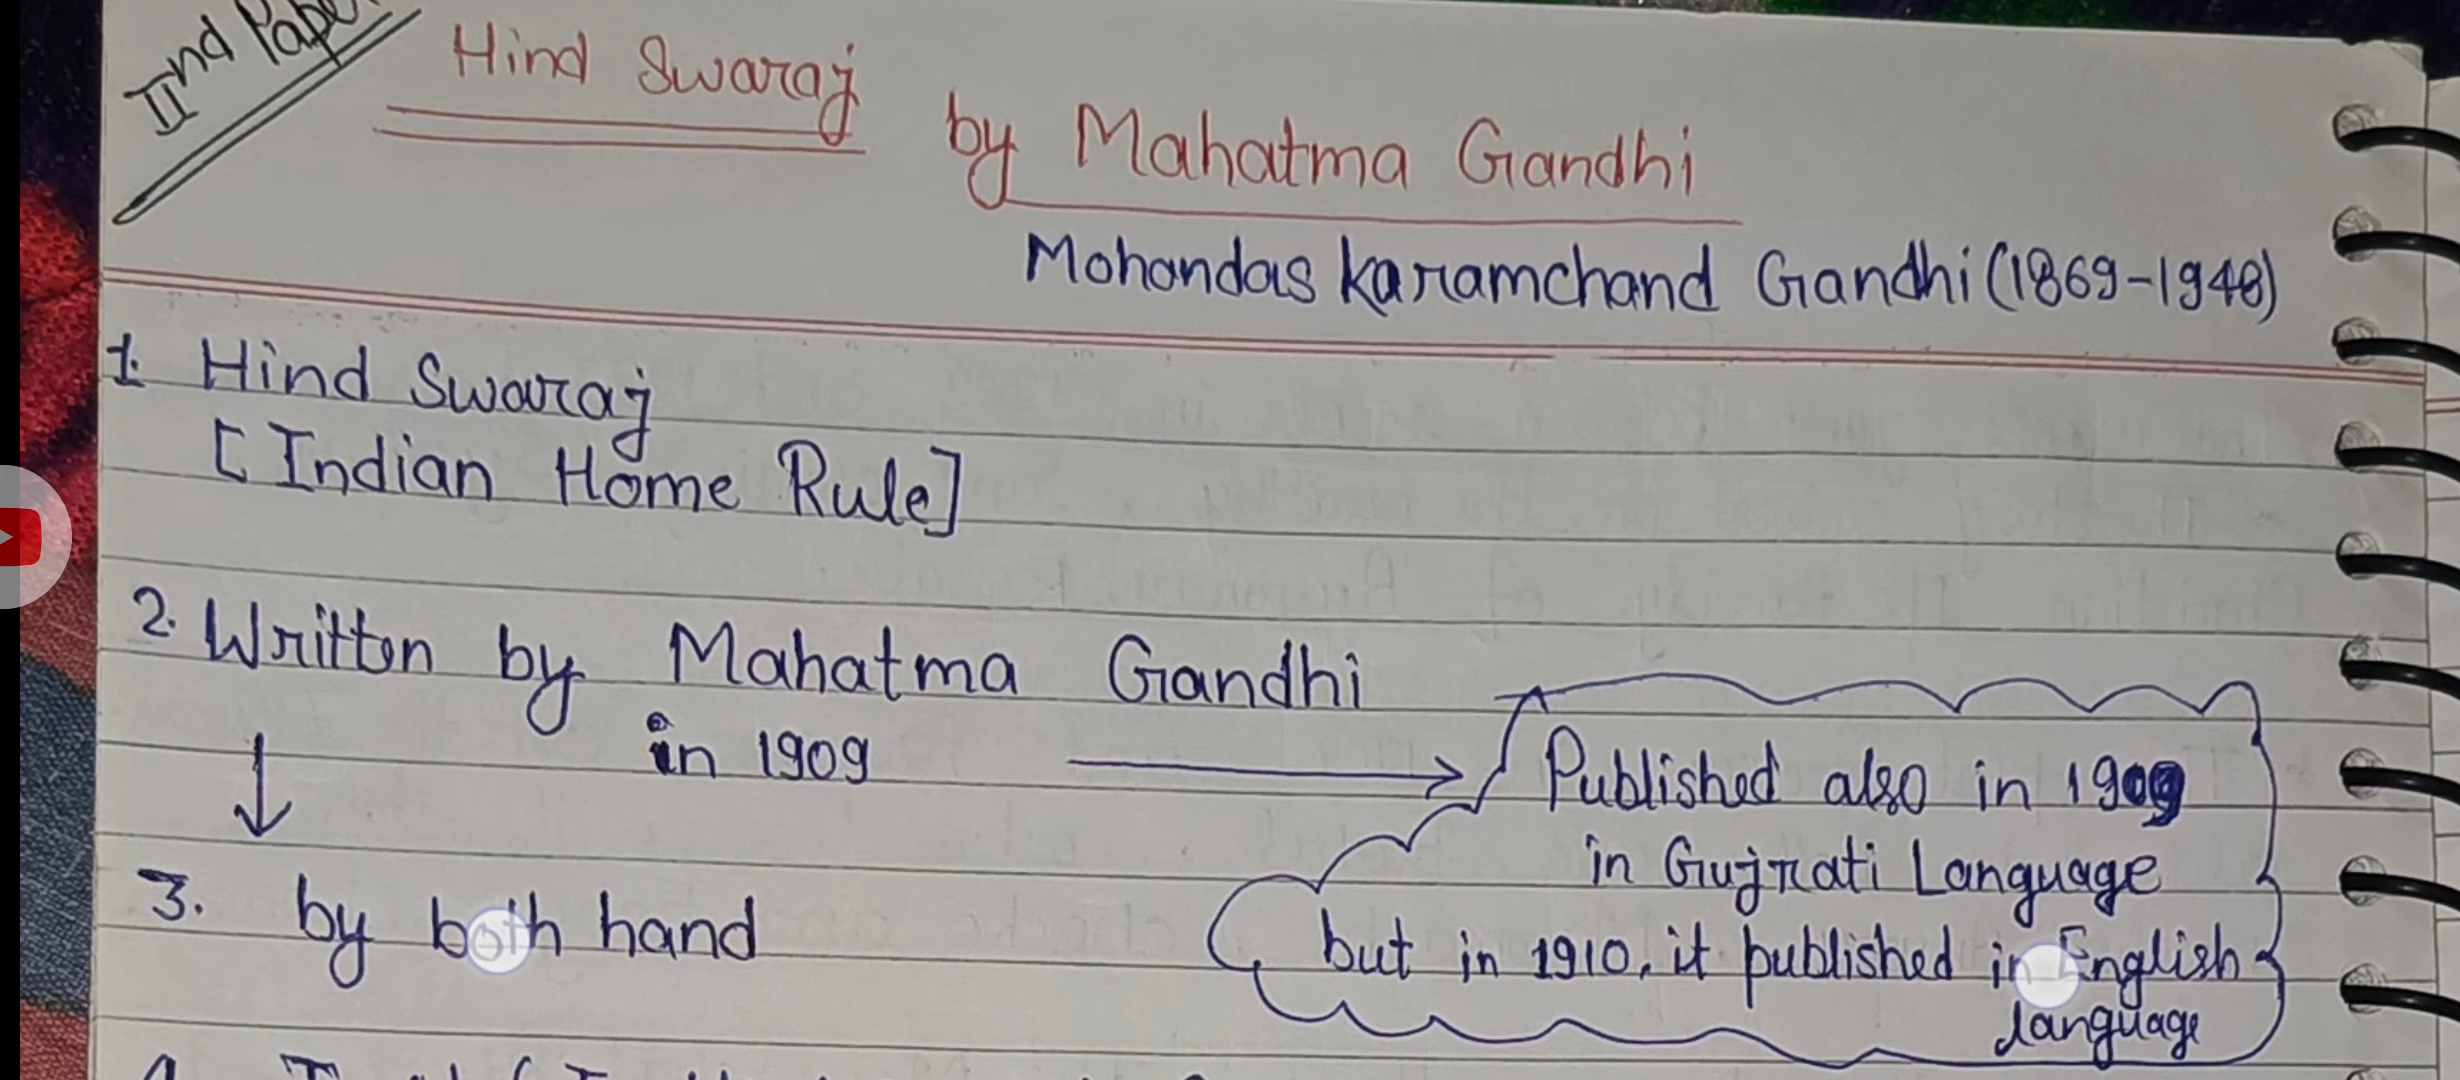 IInd Paper
Hind Swaraj
by Mahatma Gandhi
Mohandas Karamchand Gandhi (1869-1948)
1. Hind Swaraj
[Indian Home Rule]
2. Written by Mahatma Gandhi
in 1909
Published also in 1909
in Gujrati Language
but in 1910, it published in English
language
3. by both hand